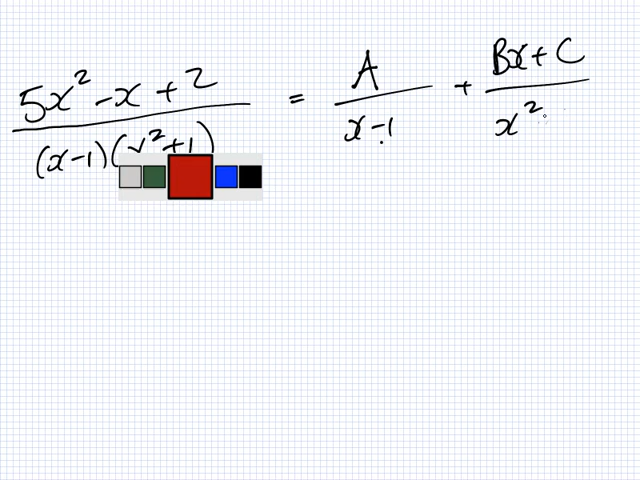 5x² - x + 2 / (x - 1)(x² + 1) = A / x - 1 + Bx + C / x²